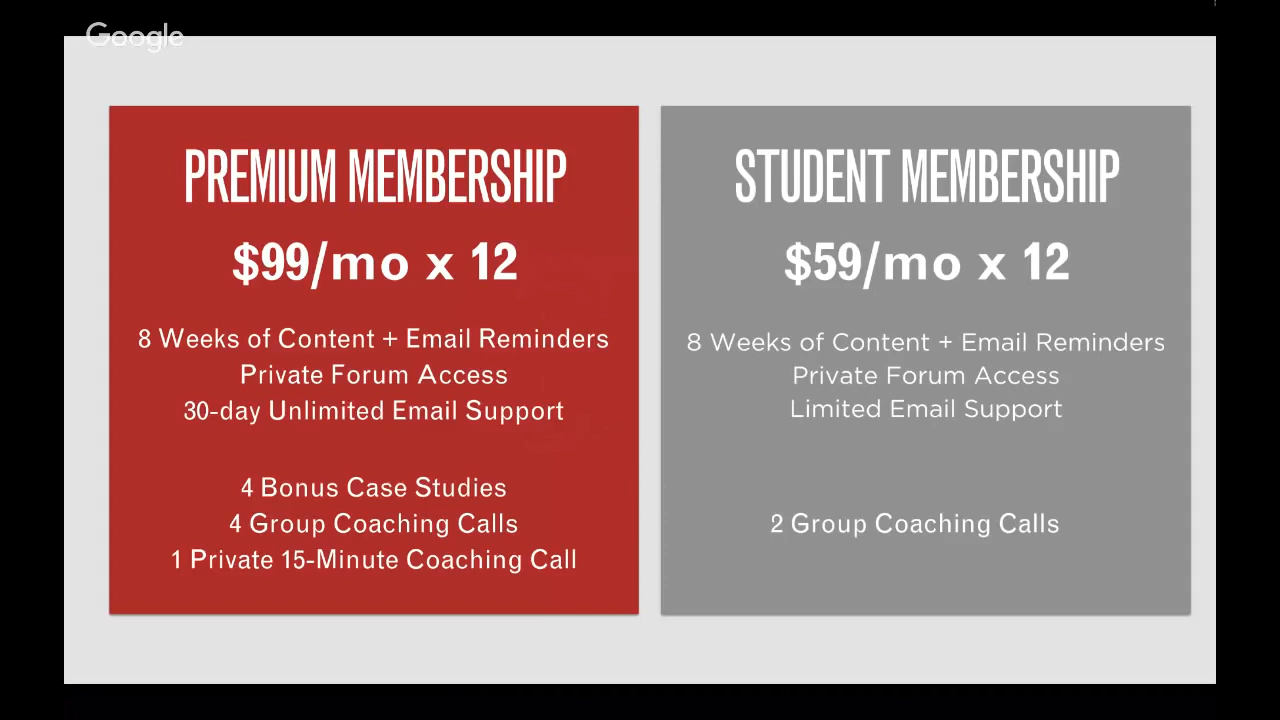 Google
PREMIUM MEMBERSHIP
$99/mo x 12
8 Weeks of Content + Email Reminders
Private Forum Access
30-day Unlimited Email Support
4 Bonus Case Studies
4 Group Coaching Calls
1 Private 15-Minute Coaching Call
STUDENT MEMBERSHIP
$59/mo x 12
8 Weeks of Content + Email Reminders
Private Forum Access
Limited Email Support
2 Group Coaching Calls